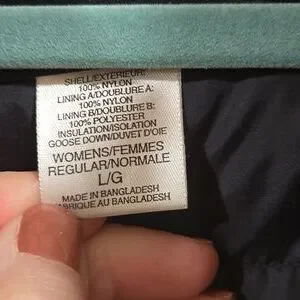 SHELL/EXTERIEUR:
100% NYLON
LINING A/DOUBLURE A:
100% NYLON
LINING B/DOUBLURE B:
100% POLYESTER
INSULATION/ISOLATION
GOOSE DOWN/DUVET D'OIE
WOMENS/FEMMES
REGULAR/NORMALE
L/G
MADE IN BANGLADESH
FABRIQUE AU BANGLADESH